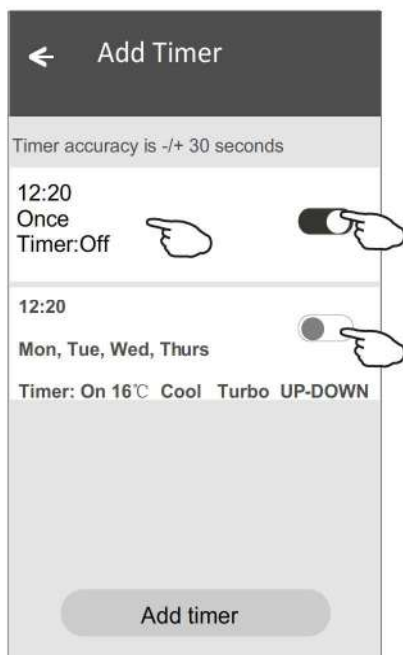 Add Timer
Timer accuracy is -/+ 30 seconds
12:20
Once
Timer:Off
12:20
Mon, Tue, Wed, Thurs
Timer: On 16℃ Cool Turbo UP-DOWN
Add timer